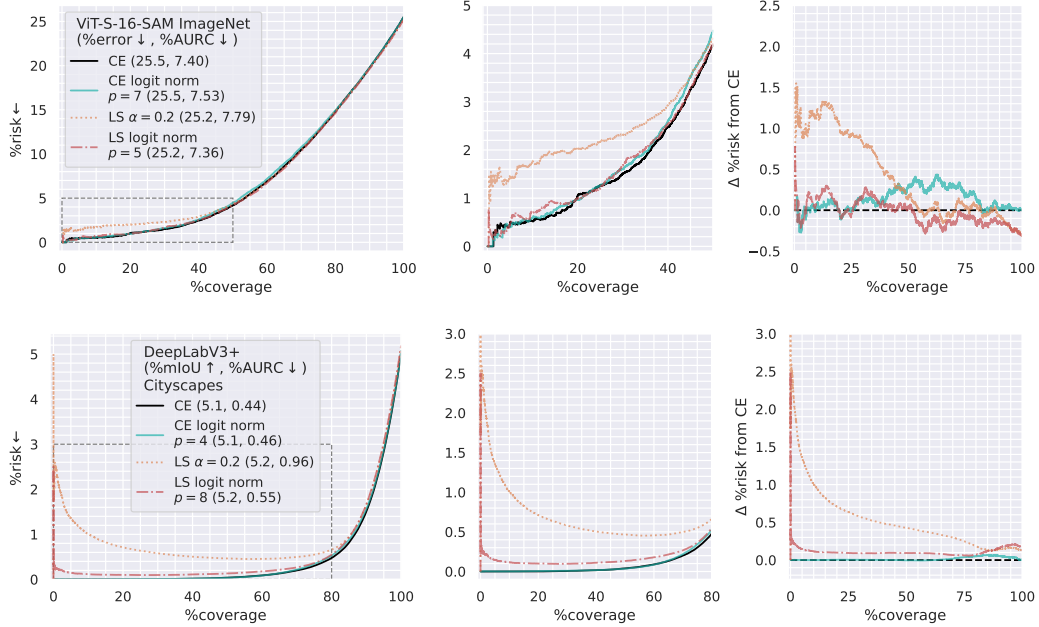 ViT-S-16-SAM ImageNet
(%error ↓, %AURC ↓)
CE (25.5, 7.40)
CE logit norm
p = 7 (25.5, 7.53)
LS α = 0.2 (25.2, 7.79)
LS logit norm
p = 5 (25.2, 7.36)
%risk←
25
20
15
10
5
0
0 20 40 60 80 100
%coverage
5
4
3
2
1
0
0 20 40
%coverage
Δ %risk from CE
2.5
2.0
1.5
1.0
0.5
0.0
−0.5
0 25 50 75 100
%coverage
DeepLabV3+
(%mIoU ↑, %AURC ↓)
Cityscapes
CE (5.1, 0.44)
CE logit norm
p = 4 (5.1, 0.46)
LS α = 0.2 (5.2, 0.96)
LS logit norm
p = 8 (5.2, 0.55)
%risk←
5
4
3
2
1
0
0 20 40 60 80 100
%coverage
3.0
2.5
2.0
1.5
1.0
0.5
0.0
0 20 40 60 80
%coverage
Δ %risk from CE
3.0
2.5
2.0
1.5
1.0
0.5
0.0
0 25 50 75 100
%coverage